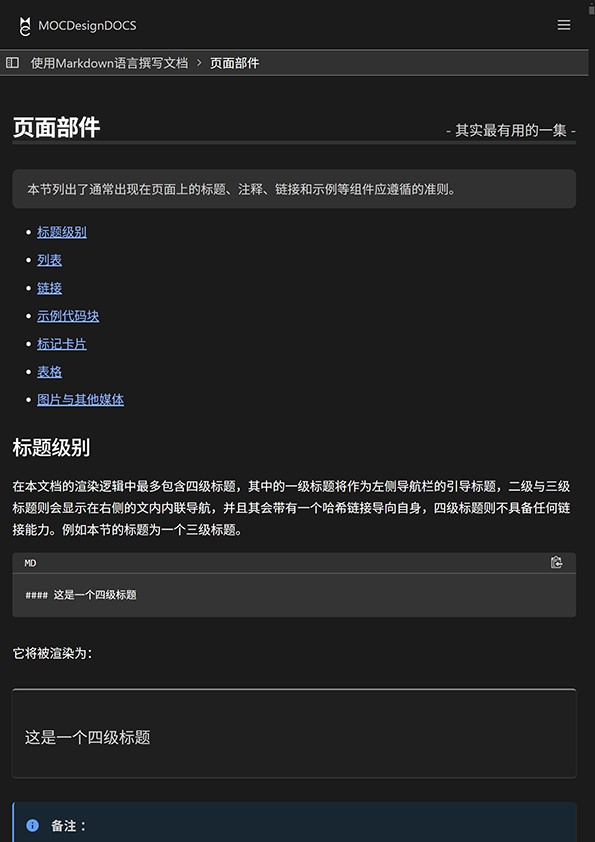 MOCDesignDOCS
使用Markdown语言撰写文档 > 页面部件
页面部件
- 其实最有用的一集 -
本节列出了通常出现在页面上的标题、注释、链接和示例等组件应遵循的准则。
标题级别
列表
链接
示例代码块
标记卡片
表格
图片与其他媒体
标题级别
在本文档的渲染逻辑中最多包含四级标题，其中的一级标题将作为左侧导航栏的引导标题，二级与三级
标题则会显示在右侧的文内内联导航，并且其会带有一个哈希链接导向自身，四级标题则不具备任何链
接能力。例如本节的标题为一个三级标题。
MD
#### 这是一个四级标题
它将被渲染为：
这是一个四级标题
备注：